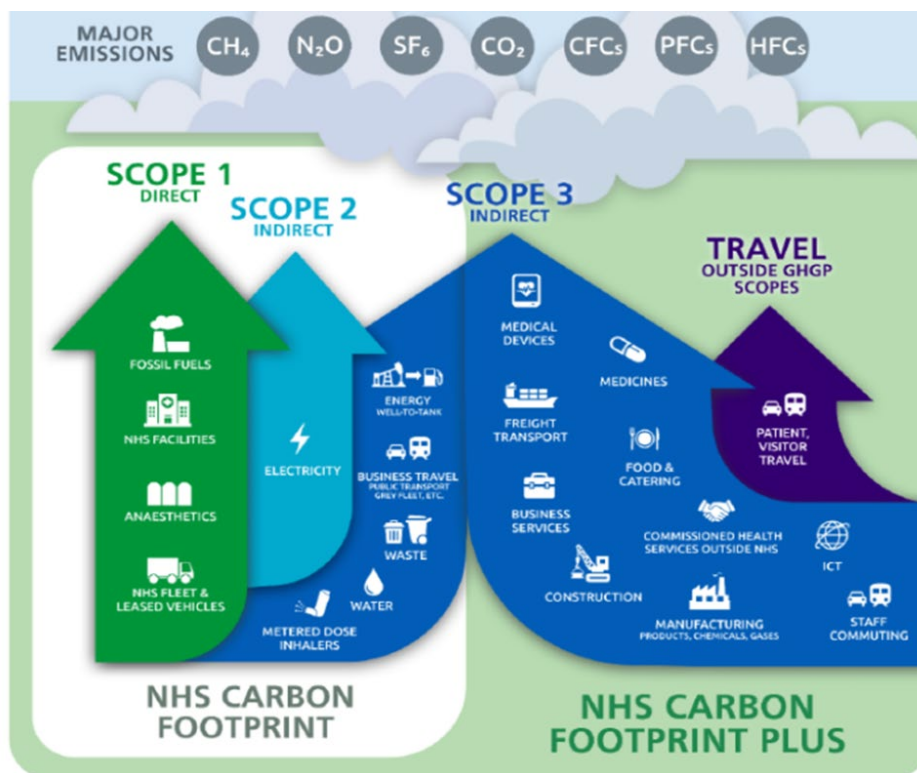 MAJOR
EMISSIONS
CH₄
N₂O
SF₆
CO₂
CFCs
PFCs
HFCs
SCOPE 1
DIRECT
SCOPE 2
INDIRECT
SCOPE 3
INDIRECT
TRAVEL
OUTSIDE GHGP
SCOPES
FOSSIL FUELS
NHS FACILITIES
ANAESTHETICS
NHS FLEET &
LEASED VEHICLES
ELECTRICITY
ENERGY
WELL-TO-TANK
BUSINESS TRAVEL
PUBLIC TRANSPORT
GREY FLEET, ETC.
WASTE
WATER
METERED DOSE
INHALERS
MEDICAL
DEVICES
MEDICINES
FREIGHT
TRANSPORT
FOOD &
CATERING
BUSINESS
SERVICES
COMMISSIONED HEALTH
SERVICES OUTSIDE NHS
CONSTRUCTION
MANUFACTURING
PRODUCTS, CHEMICALS, GASES
ICT
STAFF
COMMUTING
PATIENT,
VISITOR
TRAVEL
NHS CARBON
FOOTPRINT
NHS CARBON
FOOTPRINT PLUS